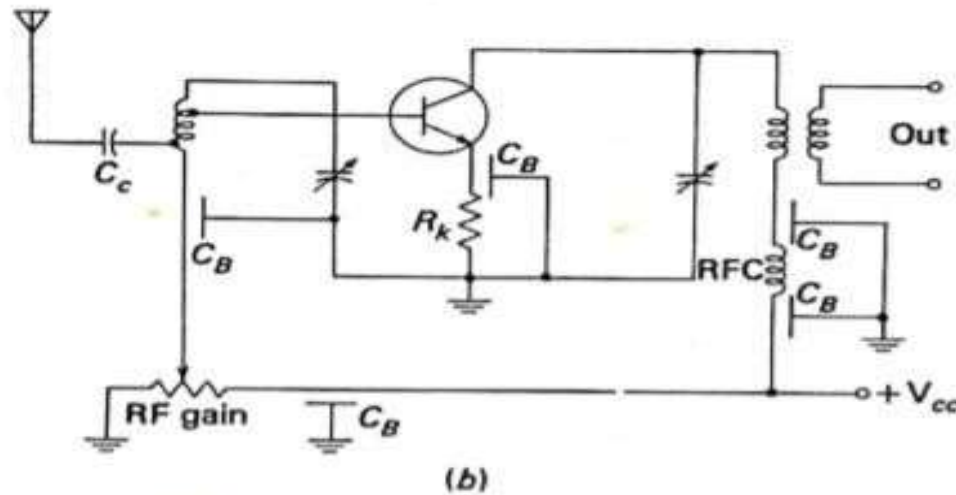 C_c
C_B
C_B
R_k
Out
C_B
RFC
C_B
RF gain
C_B
+ V_cc
(b)